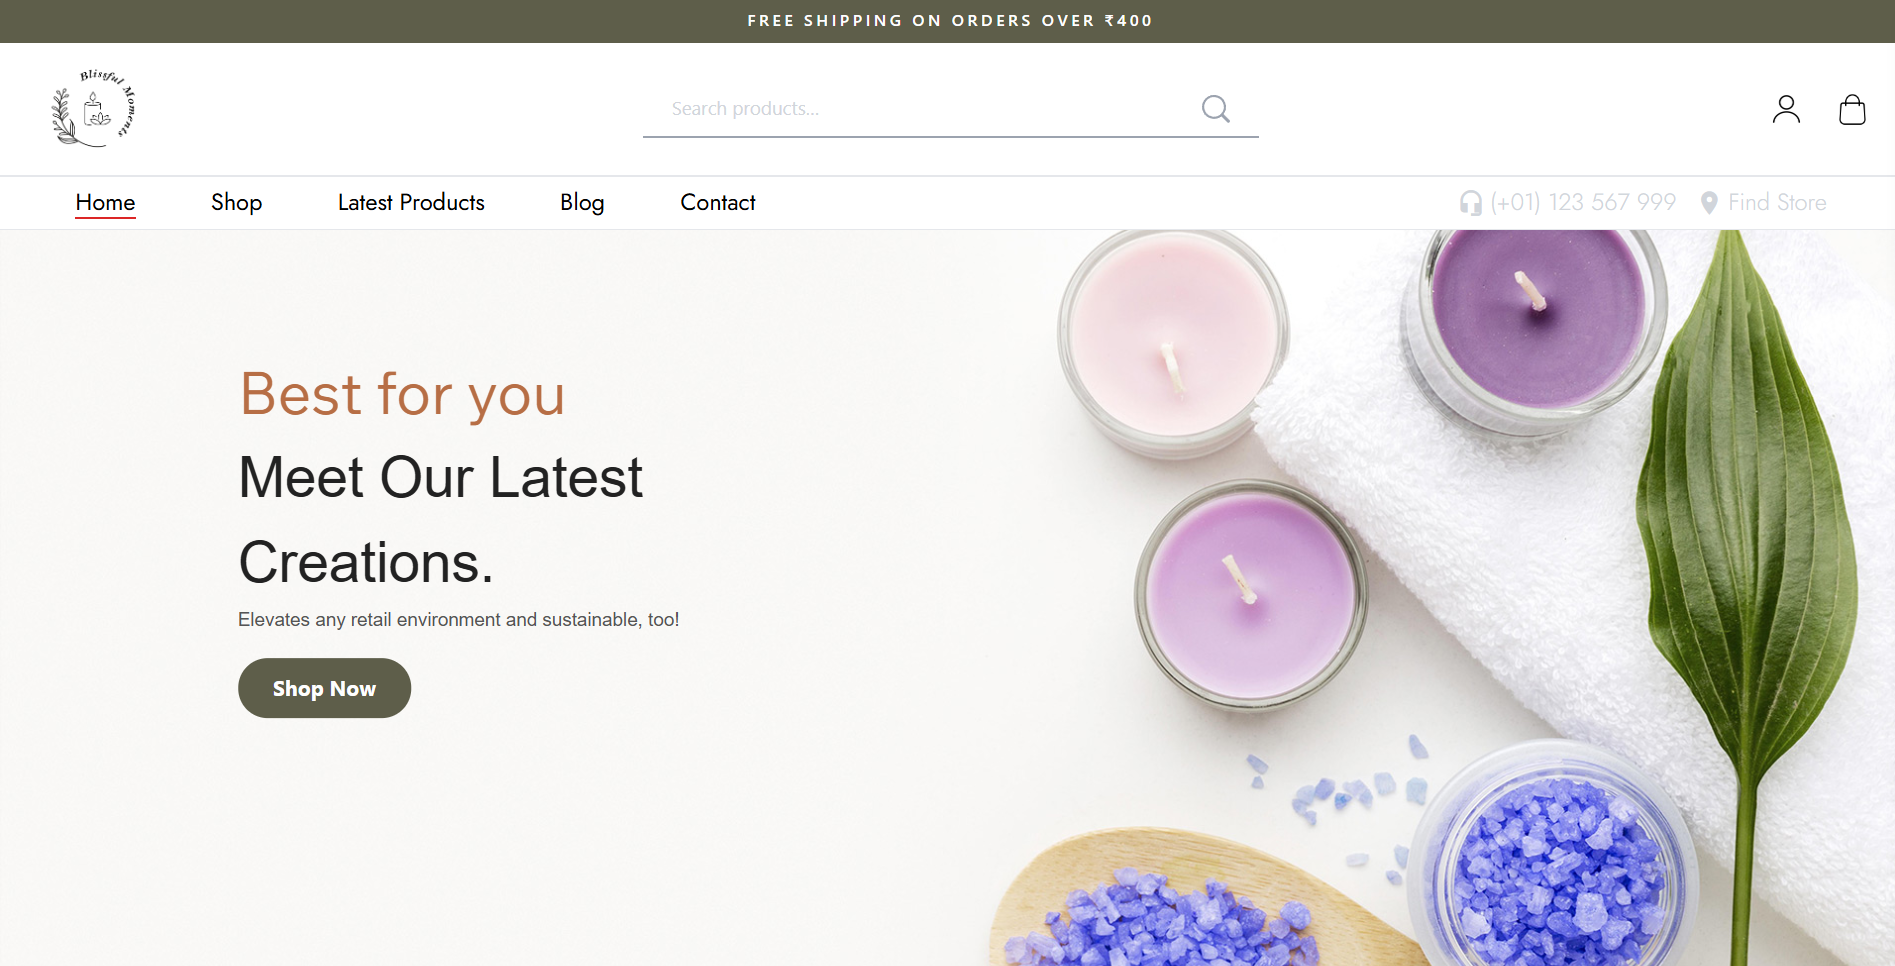 FREE SHIPPING ON ORDERS OVER ₹400
Blissful Moments
Search products...
Home Shop Latest Products Blog Contact (+01) 123 567 999 Find Store
Best for you
Meet Our Latest
Creations.
Elevates any retail environment and sustainable, too!
Shop Now